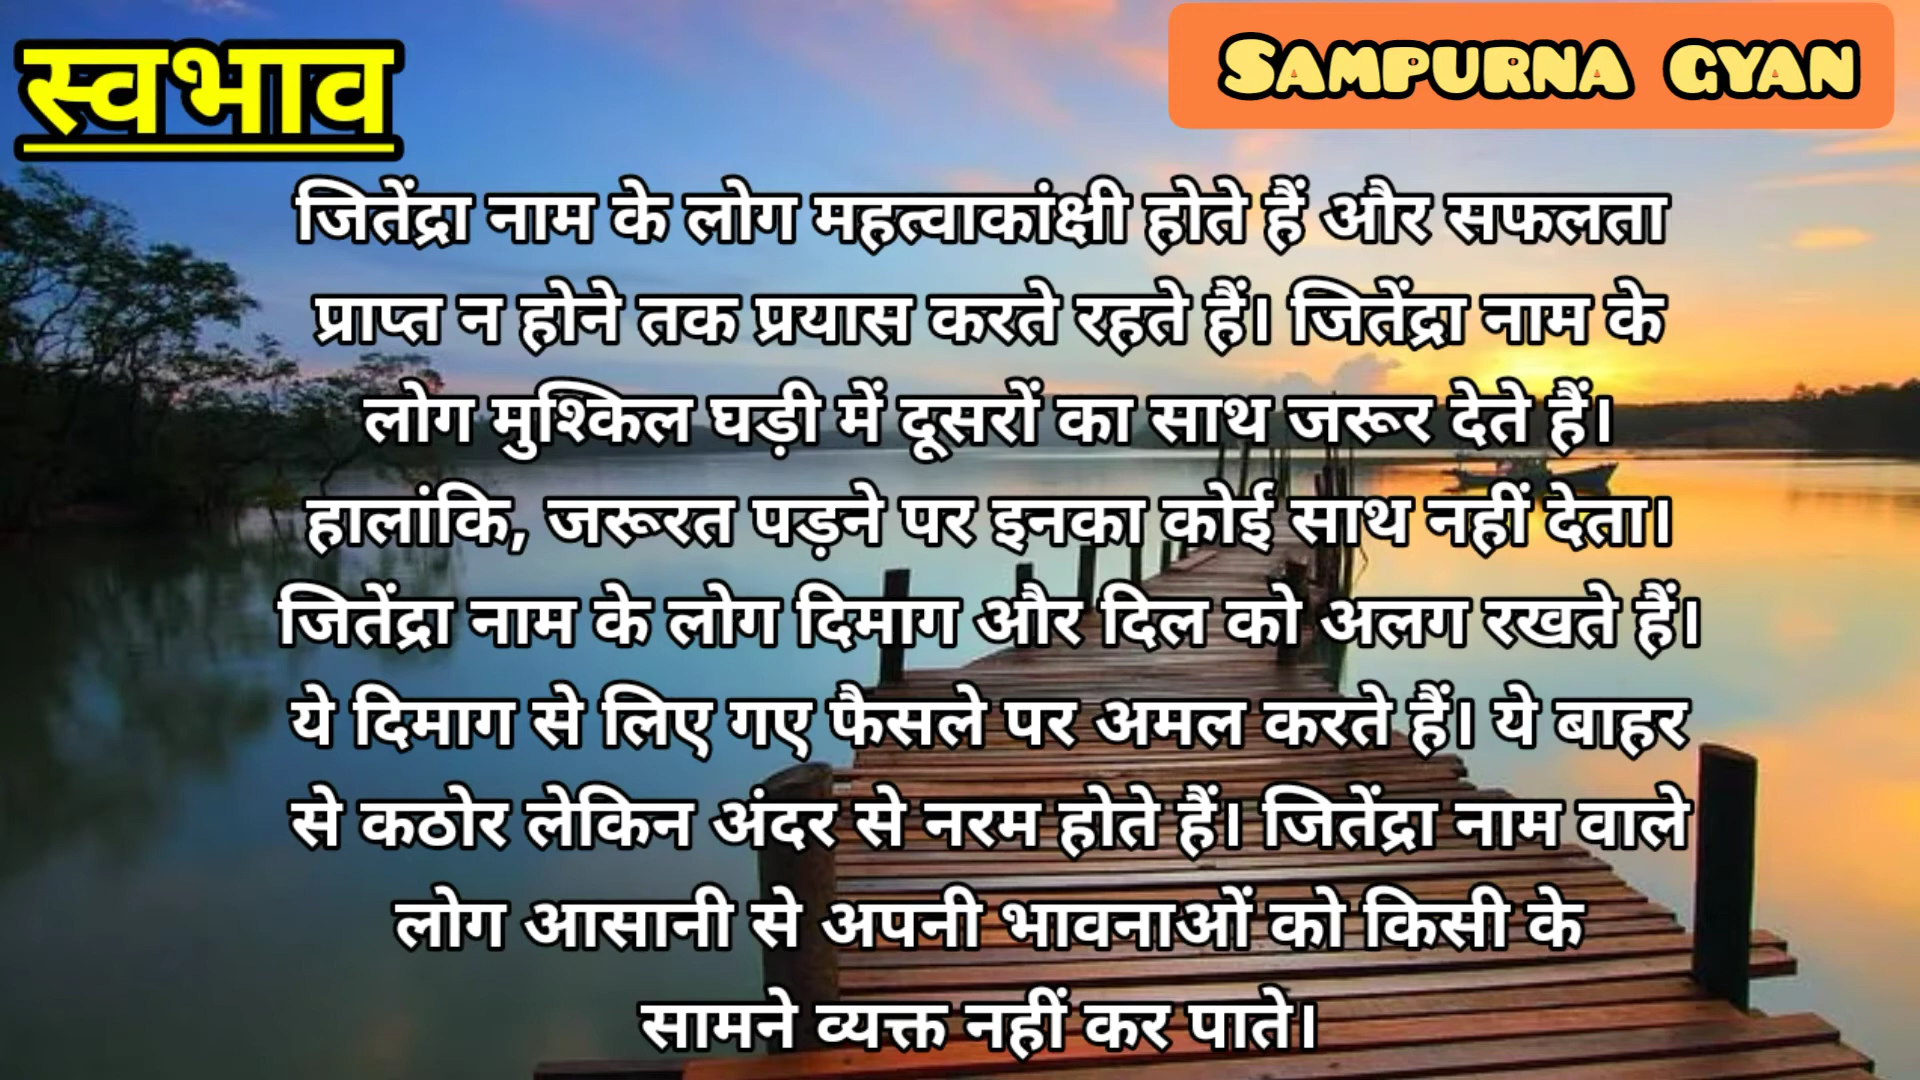 स्वभाव
SAMPURNA GYAN
जितेंद्रा नाम के लोग महत्वाकांक्षी होते हैं और सफलता
प्राप्त न होने तक प्रयास करते रहते हैं। जितेंद्रा नाम के
लोग मुश्किल घड़ी में दूसरों का साथ जरूर देते हैं।
हालांकि, जरूरत पड़ने पर इनका कोई साथ नहीं देता।
जितेंद्रा नाम के लोग दिमाग और दिल को अलग रखते हैं।
ये दिमाग से लिए गए फैसले पर अमल करते हैं। ये बाहर
से कठोर लेकिन अंदर से नरम होते हैं। जितेंद्रा नाम वाले
लोग आसानी से अपनी भावनाओं को किसी के
सामने व्यक्त नहीं कर पाते।